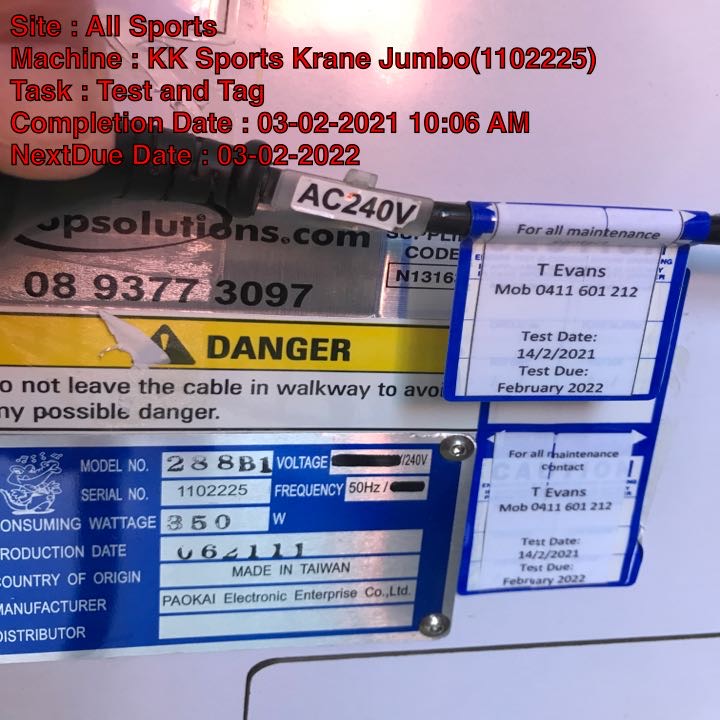 Site : All Sports
Machine : KK Sports Krane Jumbo(1102225)
Task : Test and Tag
Completion Date : 03-02-2021 10:06 AM
NextDue Date : 03-02-2022
AC240V
opsolutions.com
08 9377 3097
CODE
N1316
For all maintenance
T Evans
Mob 0411 601 212
Test Date:
14/2/2021
Test Due:
February 2022
DANGER
o not leave the cable in walkway to avoi
ny possible danger.
For all maintenance
contact
T Evans
Mob 0411 601 212
Test Date:
14/2/2021
Test Due:
February 2022
MODEL NO. 288B1 VOLTAGE /240V
SERIAL NO. 1102225 FREQUENCY 50Hz /
ONSUMING WATTAGE 350 W
RODUCTION DATE 062111
COUNTRY OF ORIGIN MADE IN TAIWAN
MANUFACTURER PAOKAI Electronic Enterprise Co.,Ltd.
DISTRIBUTOR